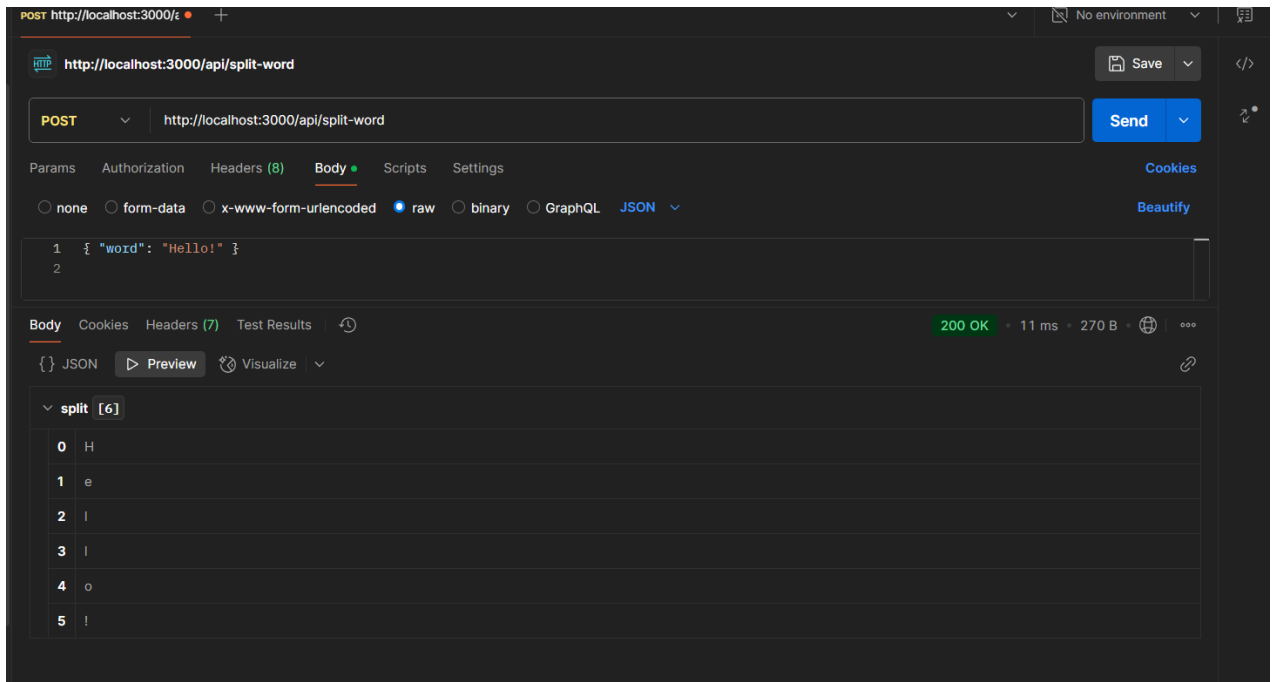 POST http://localhost:3000/a
No environment
HTTP http://localhost:3000/api/split-word
Save
POST http://localhost:3000/api/split-word
Send
Params Authorization Headers (8) Body Scripts Settings
Cookies
none form-data x-www-form-urlencoded raw binary GraphQL JSON
Beautify
1 { "word": "Hello!" }
2
Body Cookies Headers (7) Test Results
200 OK • 11 ms • 270 B
{} JSON Preview Visualize
split [6]
0 H
1 e
2 l
3 l
4 o
5 !